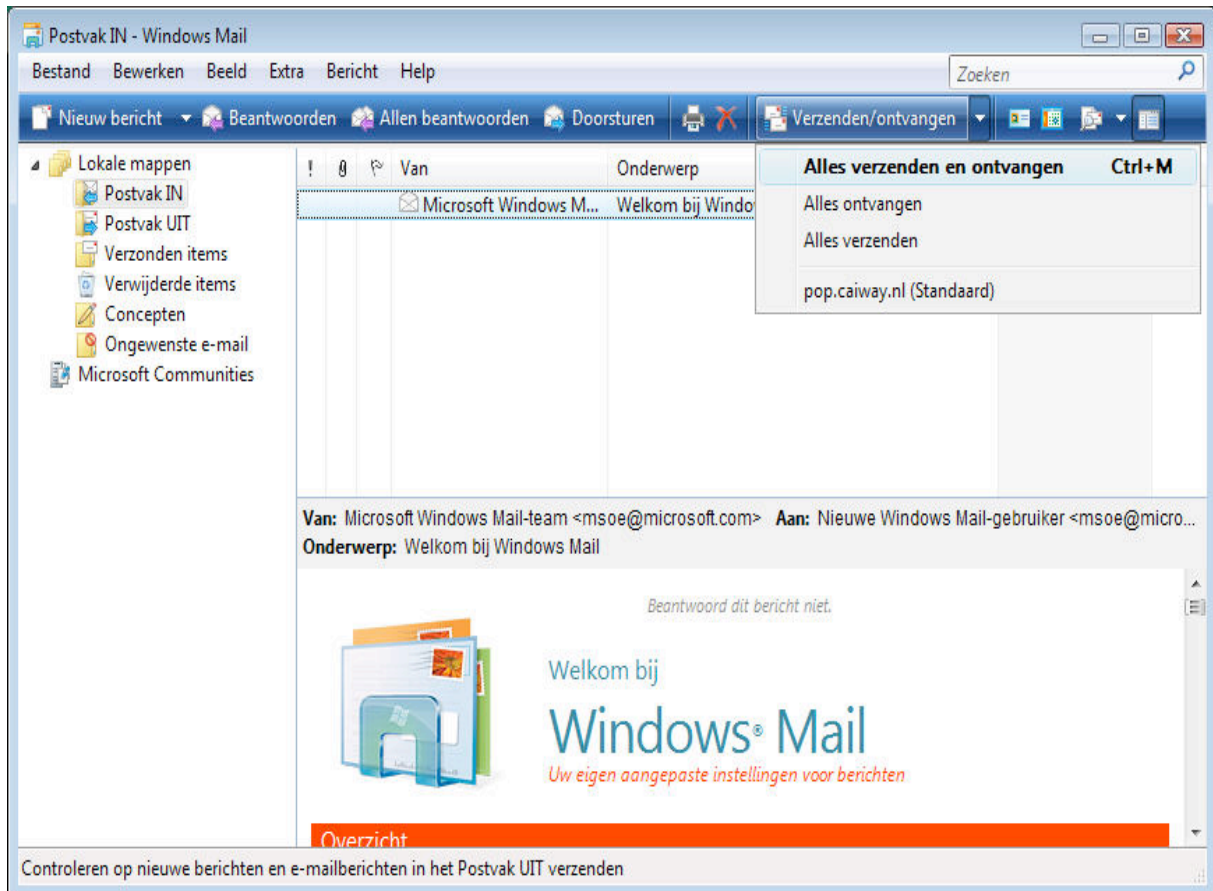 Postvak IN - Windows Mail
Bestand Bewerken Beeld Extra Bericht Help
Zoeken
Nieuw bericht Beantwoorden Allen beantwoorden Doorsturen Verzenden/ontvangen
Alles verzenden en ontvangen Ctrl+M
Alles ontvangen
Alles verzenden
pop.caiway.nl (Standaard)
Lokale mappen
Postvak IN
Postvak UIT
Verzonden items
Verwijderde items
Concepten
Ongewenste e-mail
Microsoft Communities
! Van Onderwerp
Microsoft Windows M... Welkom bij Windo
Van: Microsoft Windows Mail-team <msoe@microsoft.com> Aan: Nieuwe Windows Mail-gebruiker <msoe@micro...
Onderwerp: Welkom bij Windows Mail
Beantwoord dit bericht niet.
Welkom bij
Windows® Mail
Uw eigen aangepaste instellingen voor berichten
Overzicht
Controleren op nieuwe berichten en e-mailberichten in het Postvak UIT verzenden